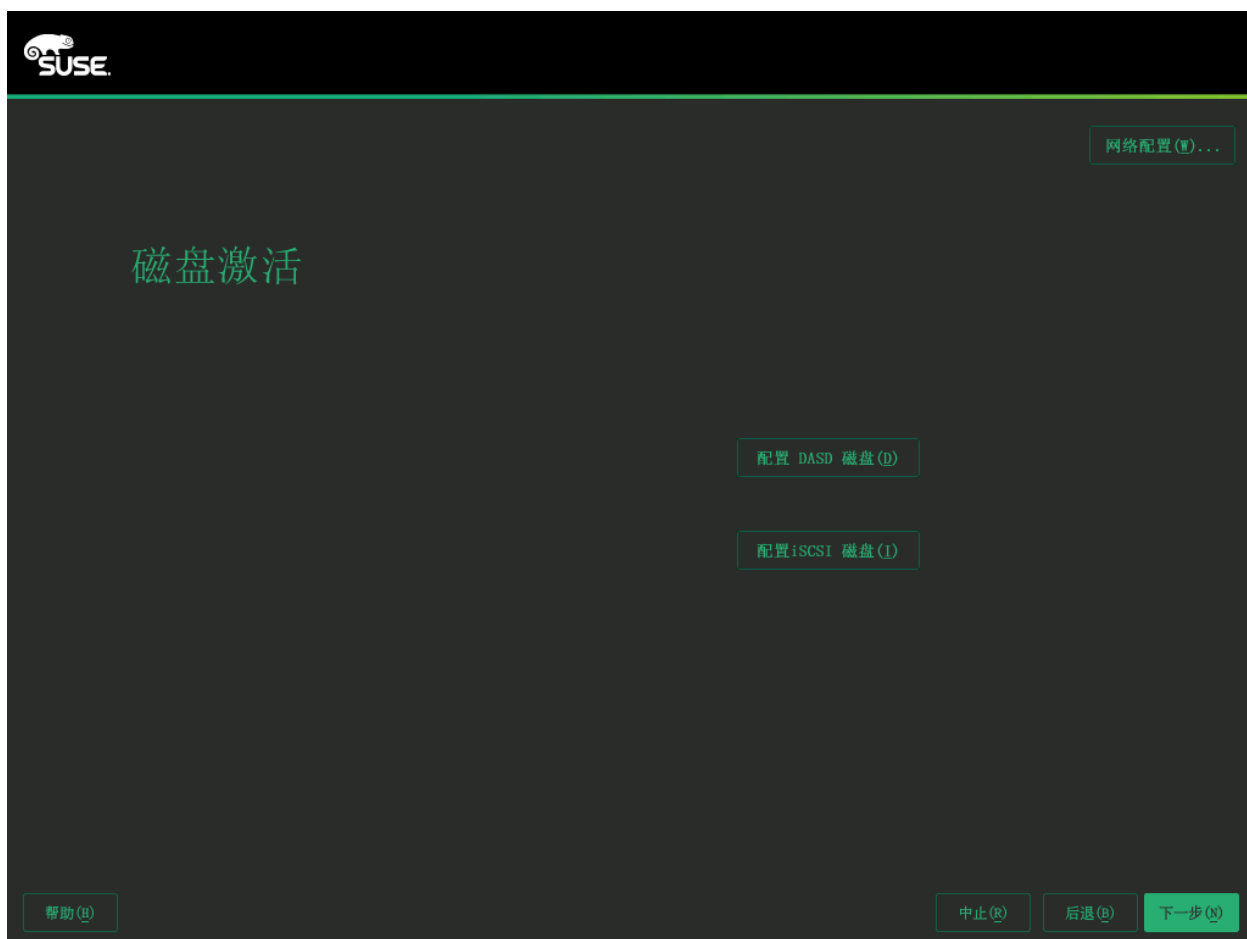 SUSE.
网络配置(W)...
磁盘激活
配置 DASD 磁盘(D)
配置iSCSI 磁盘(I)
帮助(H)
中止(R)
后退(B)
下一步(N)